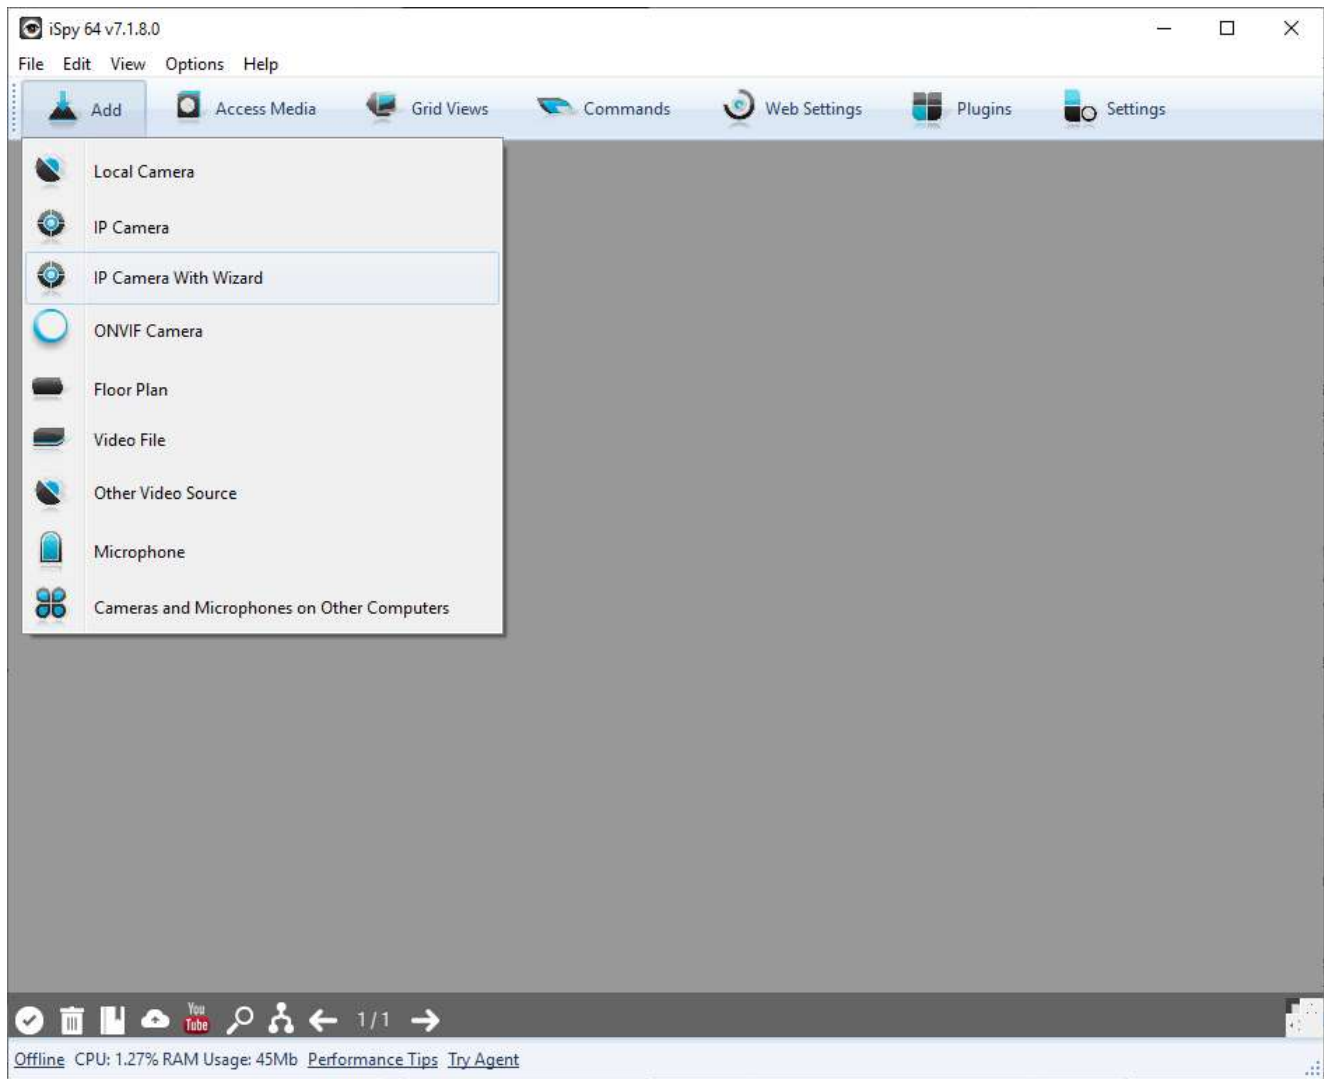 iSpy 64 v7.1.8.0
File Edit View Options Help
Add Access Media Grid Views Commands Web Settings Plugins Settings
Local Camera
IP Camera
IP Camera With Wizard
ONVIF Camera
Floor Plan
Video File
Other Video Source
Microphone
Cameras and Microphones on Other Computers
You
Tube
1/1
Offline CPU: 1.27% RAM Usage: 45Mb Performance Tips Try Agent